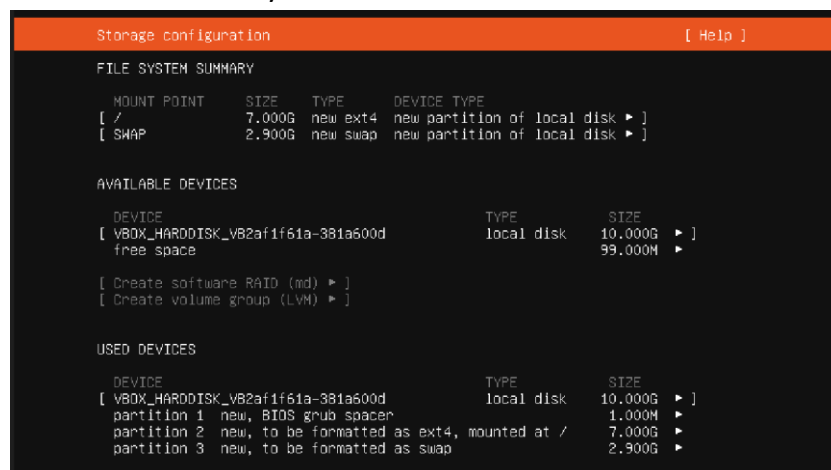 Storage configuration [ Help ]
FILE SYSTEM SUMMARY
MOUNT POINT SIZE TYPE DEVICE TYPE
[ / 7.000G new ext4 new partition of local disk ▸ ]
[ SWAP 2.900G new swap new partition of local disk ▸ ]
AVAILABLE DEVICES
DEVICE TYPE SIZE
[ VBOX_HARDDISK_VB2af1f61a-381a600d local disk 10.000G ▸ ]
free space 99.000M ▸
[ Create software RAID (md) ▸ ]
[ Create volume group (LVM) ▸ ]
USED DEVICES
DEVICE TYPE SIZE
[ VBOX_HARDDISK_VB2af1f61a-381a600d local disk 10.000G ▸ ]
partition 1 new, BIOS grub spacer 1.000M ▸
partition 2 new, to be formatted as ext4, mounted at / 7.000G ▸
partition 3 new, to be formatted as swap 2.900G ▸